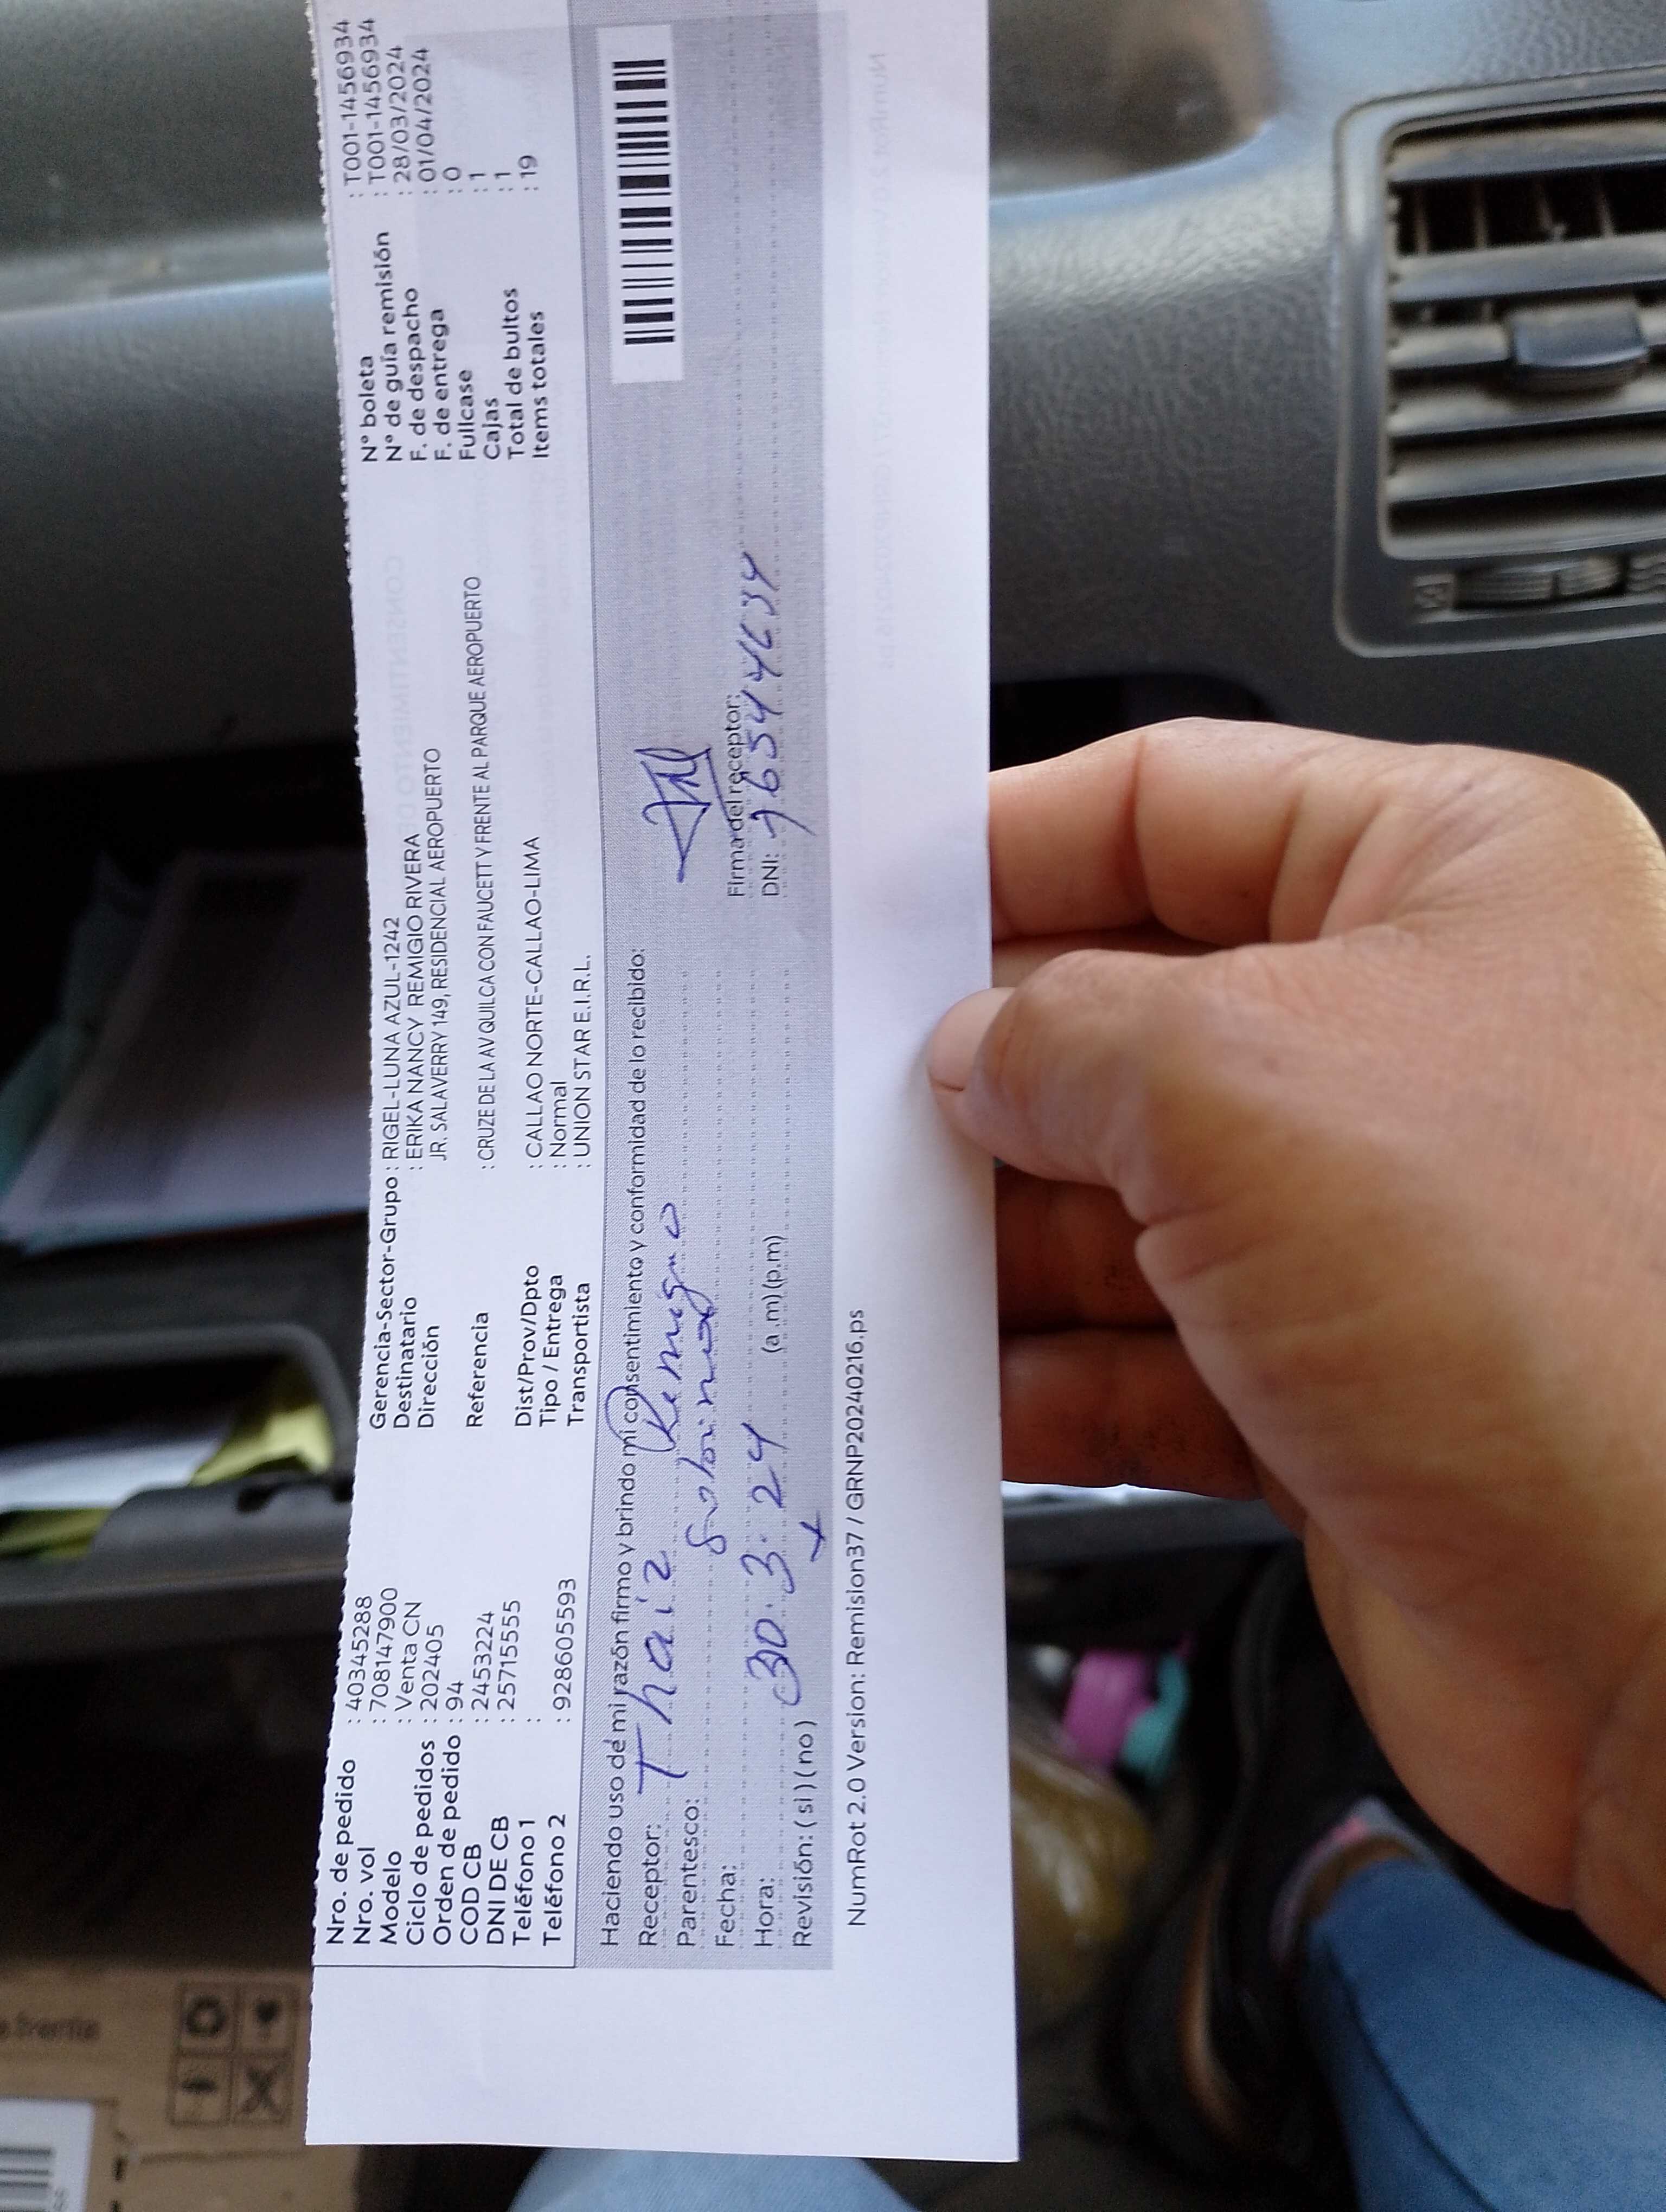 Nro. de pedido : 40345288
Nro. vol : 708147900
Modelo : Venta CN
Ciclo de pedidos : 202405
Orden de pedido : 94
COD CB : 2453224
DNI DE CB : 25715555
Teléfono 1 :
Teléfono 2 : 928605593
Gerencia-Sector-Grupo : RIGEL-LUNA AZUL-1242
Destinatario : ERIKA NANCY REMIGIO RIVERA
Dirección JR. SALAVERRY 149, RESIDENCIAL AEROPUERTO
Referencia : CRUZE DE LA AV QUILCA CON FAUCETT Y FRENTE AL PARQUE AEROPUERTO
Dist/Prov/Dpto : CALLAO NORTE-CALLAO-LIMA
Tipo / Entrega : Normal
Transportista : UNION STAR E.I.R.L.
N° boleta : T001-1456934
N° de guía remisión : T001-1456934
F. de despacho : 28/03/2024
F. de entrega : 01/04/2024
Fullcase : 0
Cajas : 1
Total de bultos : 1
Items totales : 19
Haciendo uso de mi razón firmo y brindo mi consentimiento y conformidad de lo recibido:
Receptor: Thaiz Remigio
Parentesco: Sobrina
Fecha: 30.3.24
Hora: (a.m)(p.m)
Revisión: ( si ) ( no )
Firma del receptor:
DNI: 76544634
NumRot 2.0 Version: Remision37 / GRNP20240216.ps
frente